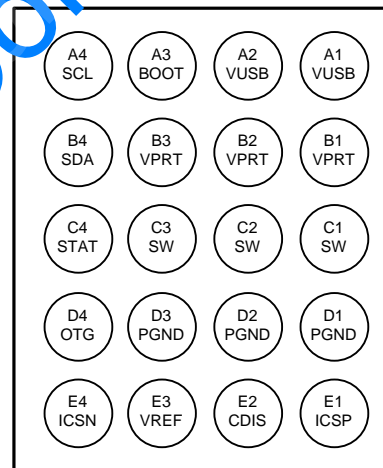 A4 A3 A2 A1
SCL BOOT VUSB VUSB
B4 B3 B2 B1
SDA VPRT VPRT VPRT
C4 C3 C2 C1
STAT SW SW SW
D4 D3 D2 D1
OTG PGND PGND PGND
E4 E3 E2 E1
ICSN VREF CDIS ICSP